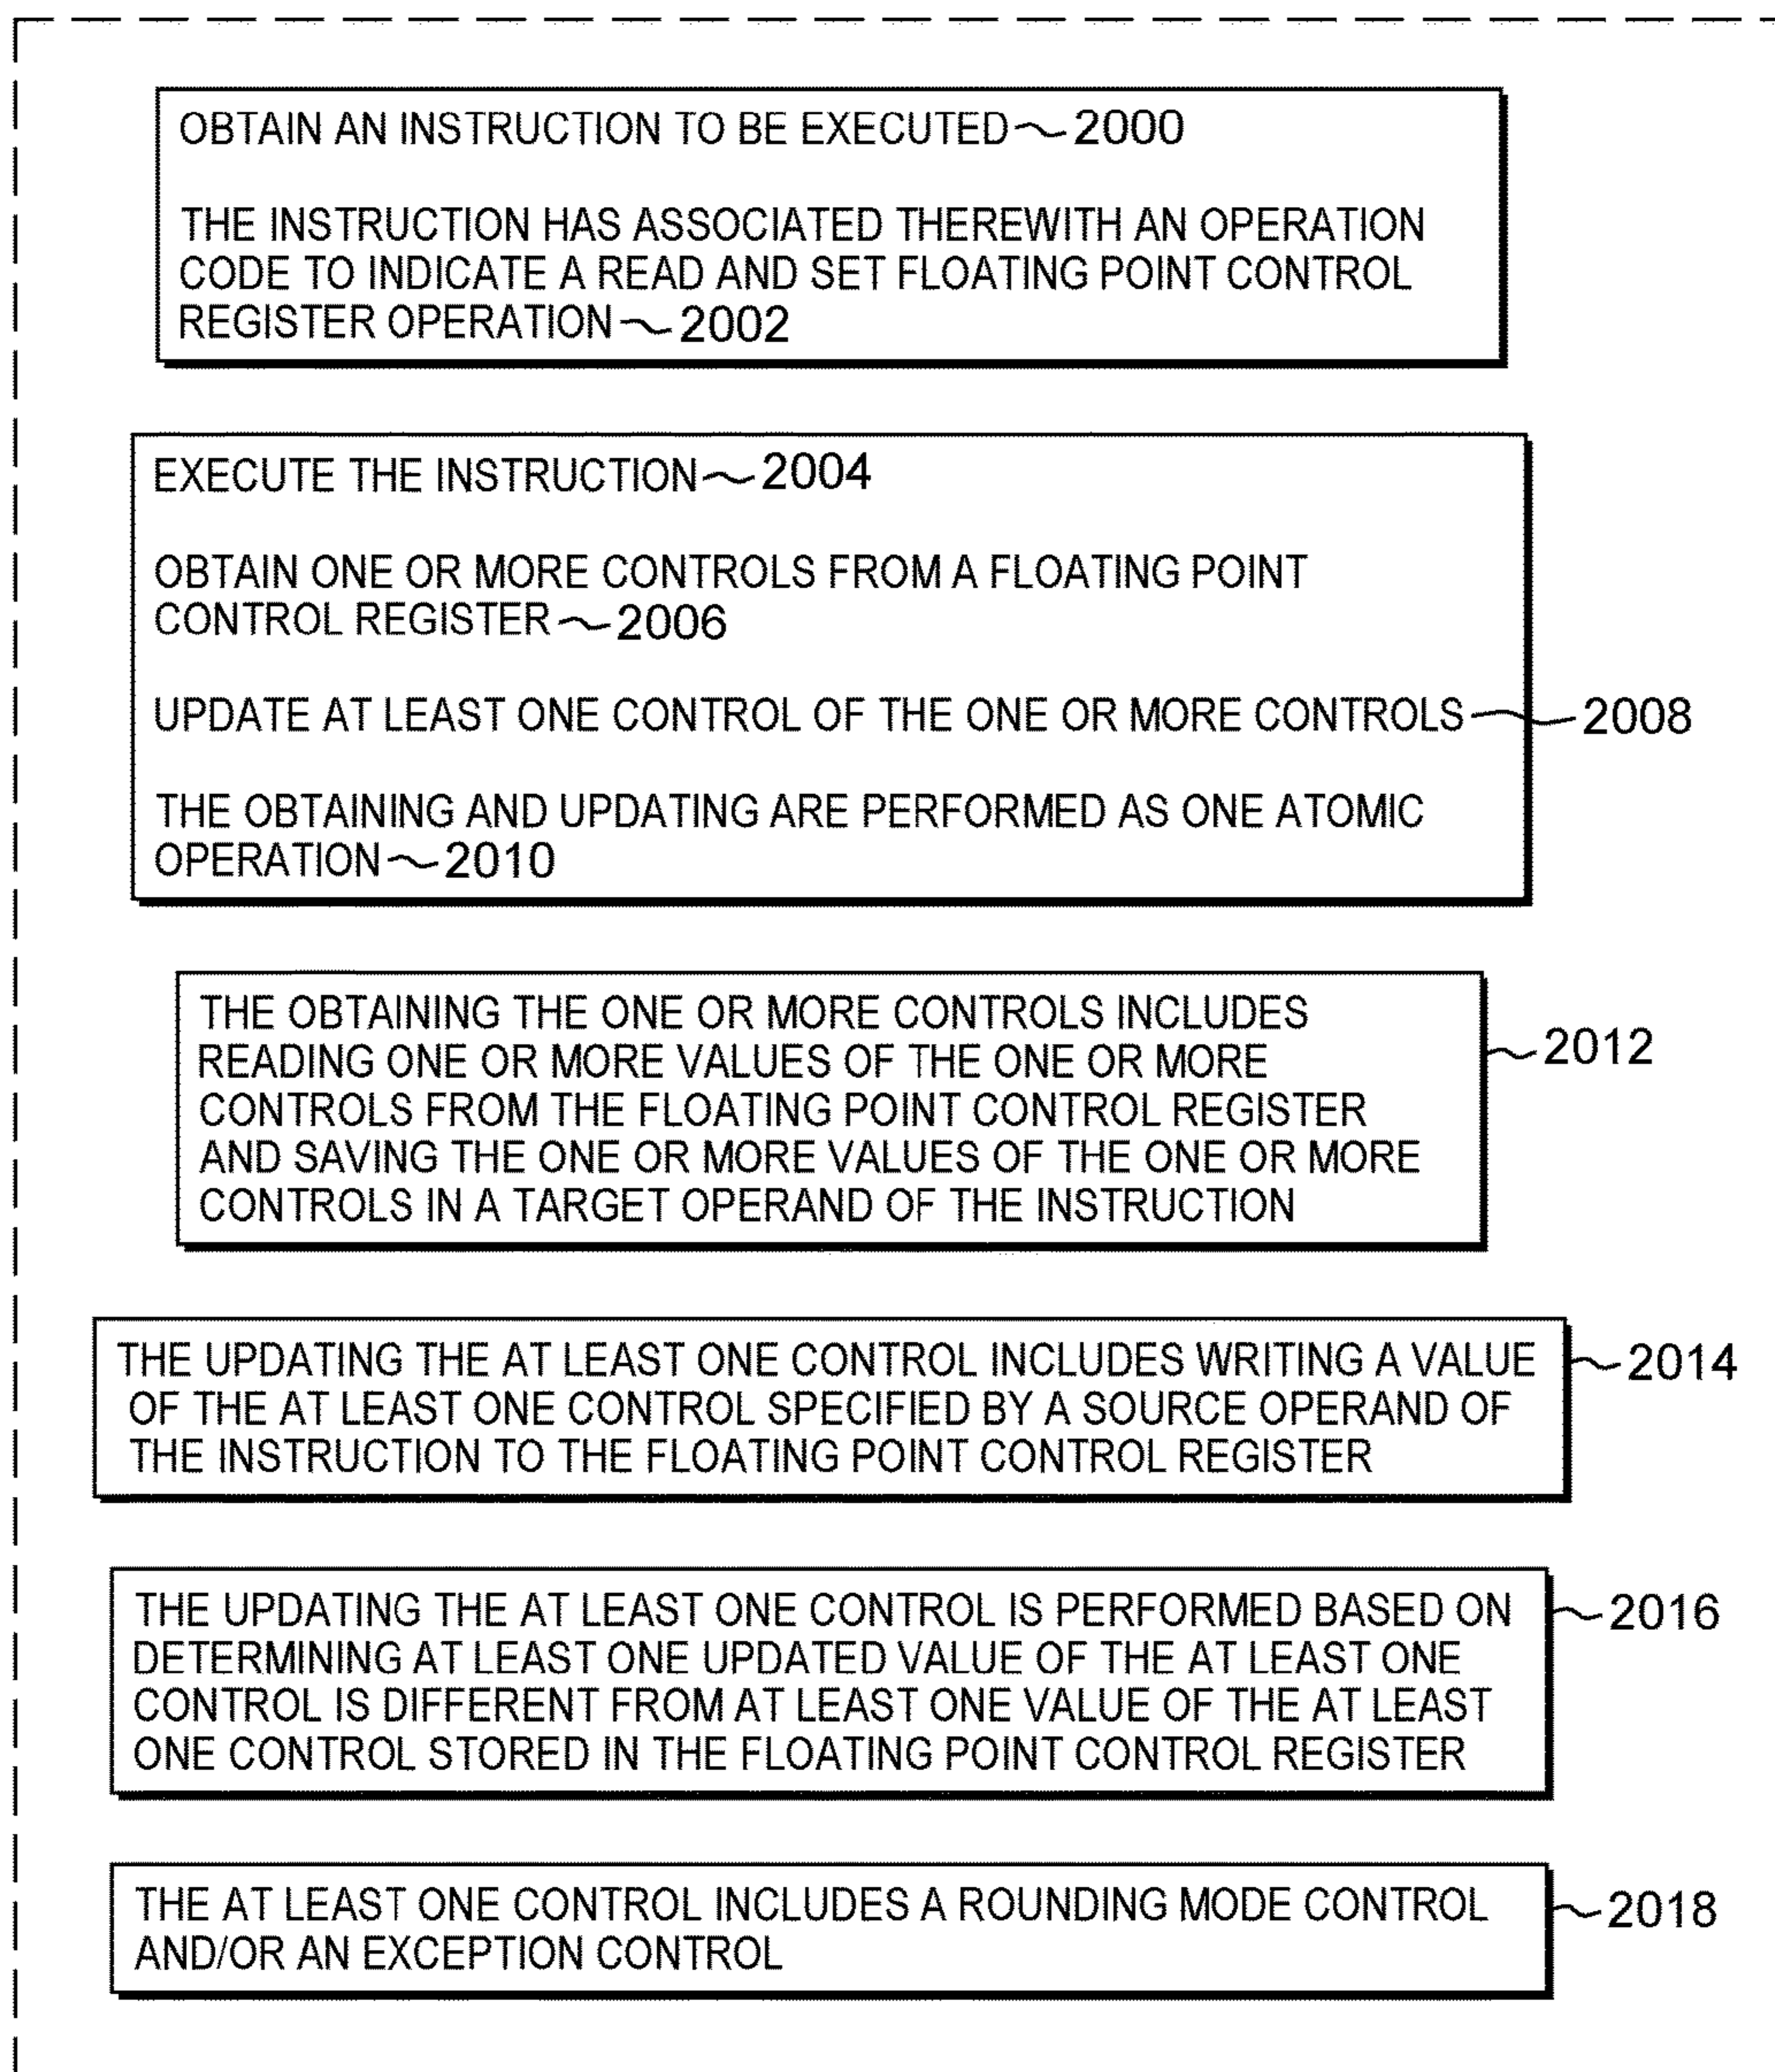 OBTAIN AN INSTRUCTION TO BE EXECUTED 2000
THE INSTRUCTION HAS ASSOCIATED THEREWITH AN OPERATION
CODE TO INDICATE A READ AND SET FLOATING POINT CONTROL
REGISTER OPERATION 2002
EXECUTE THE INSTRUCTION 2004
OBTAIN ONE OR MORE CONTROLS FROM A FLOATING POINT
CONTROL REGISTER 2006
UPDATE AT LEAST ONE CONTROL OF THE ONE OR MORE CONTROLS 2008
THE OBTAINING AND UPDATING ARE PERFORMED AS ONE ATOMIC
OPERATION 2010
THE OBTAINING THE ONE OR MORE CONTROLS INCLUDES
READING ONE OR MORE VALUES OF THE ONE OR MORE 2012
CONTROLS FROM THE FLOATING POINT CONTROL REGISTER
AND SAVING THE ONE OR MORE VALUES OF THE ONE OR MORE
CONTROLS IN A TARGET OPERAND OF THE INSTRUCTION
THE UPDATING THE AT LEAST ONE CONTROL INCLUDES WRITING A VALUE 2014
OF THE AT LEAST ONE CONTROL SPECIFIED BY A SOURCE OPERAND OF
THE INSTRUCTION TO THE FLOATING POINT CONTROL REGISTER
THE UPDATING THE AT LEAST ONE CONTROL IS PERFORMED BASED ON 2016
DETERMINING AT LEAST ONE UPDATED VALUE OF THE AT LEAST ONE
CONTROL IS DIFFERENT FROM AT LEAST ONE VALUE OF THE AT LEAST
ONE CONTROL STORED IN THE FLOATING POINT CONTROL REGISTER
THE AT LEAST ONE CONTROL INCLUDES A ROUNDING MODE CONTROL 2018
AND/OR AN EXCEPTION CONTROL